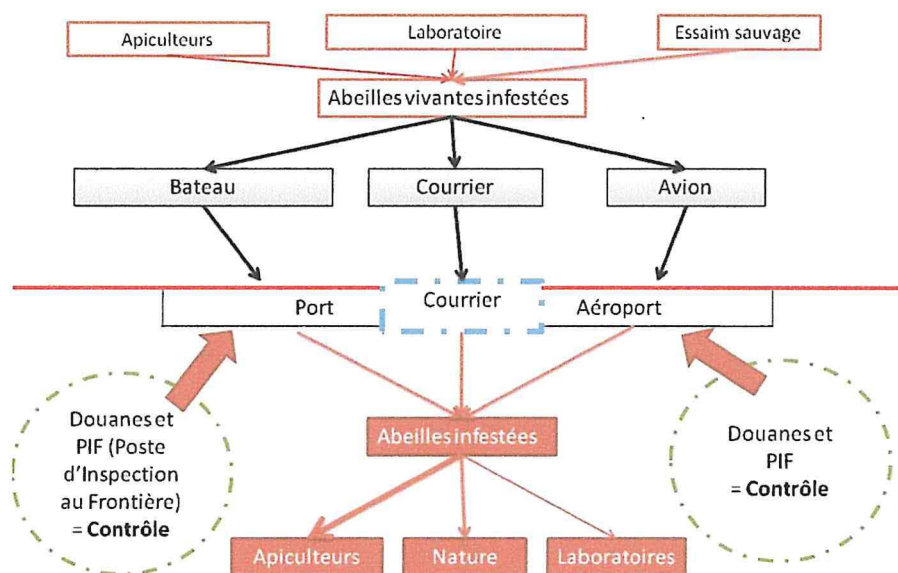 Apiculteurs
Laboratoire
Essaim sauvage
Abeilles vivantes infestées
Bateau
Courrier
Avion
Port
Courrier
Aéroport
Douanes et
PIF (Poste
d'Inspection
au Frontière)
= Contrôle
Abeilles infestées
Douanes et
PIF
= Contrôle
Apiculteurs
Nature
Laboratoires